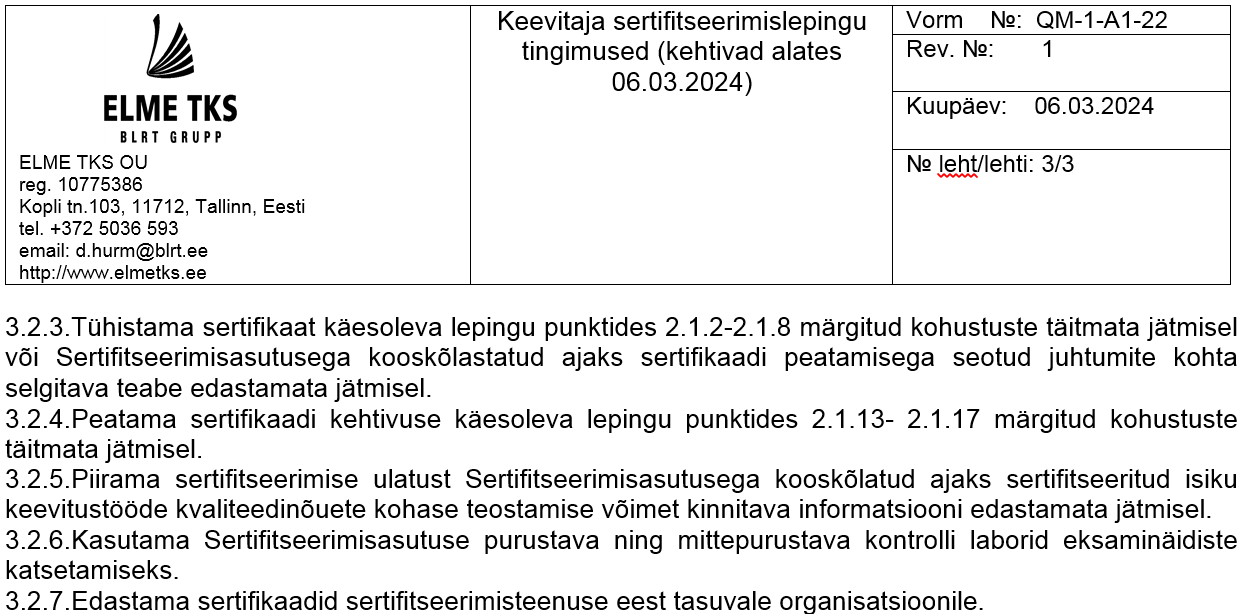 ELME TKS
BLRT GRUPP
ELME TKS OU
reg. 10775386
Kopli tn.103, 11712, Tallinn, Eesti
tel. +372 5036 593
email: d.hurm@blrt.ee
http://www.elmetks.ee
Keevitaja sertifitseerimislepingu
tingimused (kehtivad alates
06.03.2024)
Vorm №: QM-1-A1-22
Rev. №: 1
Kuupäev: 06.03.2024
№ leht/lehti: 3/3
3.2.3.Tühistama sertifikaat käesoleva lepingu punktides 2.1.2-2.1.8 märgitud kohustuste täitmata jätmisel
või Sertifitseerimisasutusega kooskõlastatud ajaks sertifikaadi peatamisega seotud juhtumite kohta
selgitava teabe edastamata jätmisel.
3.2.4.Peatama sertifikaadi kehtivuse käesoleva lepingu punktides 2.1.13- 2.1.17 märgitud kohustuste
täitmata jätmisel.
3.2.5.Piirama sertifitseerimise ulatust Sertifitseerimisasutusega kooskõlatud ajaks sertifitseeritud isiku
keevitustööde kvaliteedinõuete kohase teostamise võimet kinnitava informatsiooni edastamata jätmisel.
3.2.6.Kasutama Sertifitseerimisasutuse purustava ning mittepurustava kontrolli laborid eksaminäidiste
katsetamiseks.
3.2.7.Edastama sertifikaadid sertifitseerimisteenuse eest tasuvale organisatsioonile.